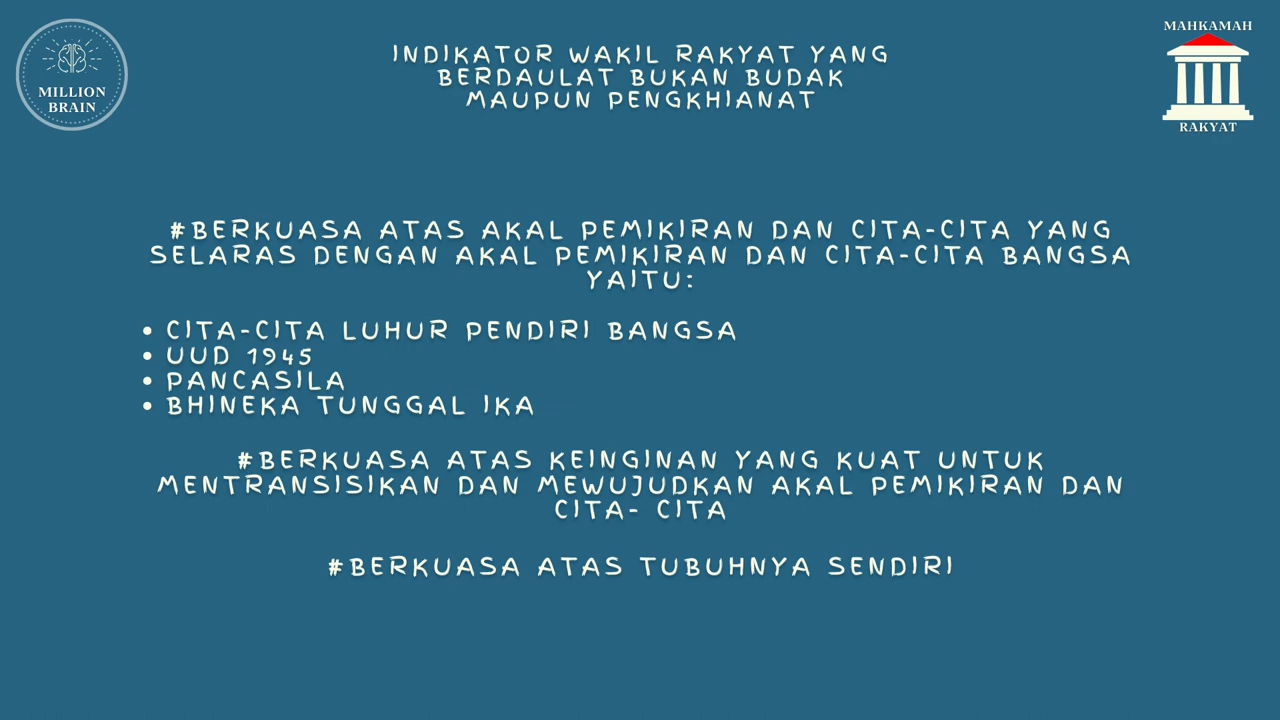 MILLION
BRAIN
INDIKATOR WAKIL RAKYAT YANG
BERDAULAT BUKAN BUDAK
MAUPUN PENGKHIANAT
MAHKAMAH
RAKYAT
#BERKUASA ATAS AKAL PEMIKIRAN DAN CITA-CITA YANG
SELARAS DENGAN AKAL PEMIKIRAN DAN CITA-CITA BANGSA
YAITU:
• CITA-CITA LUHUR PENDIRI BANGSA
• UUD 1945
• PANCASILA
• BHINEKA TUNGGAL IKA
#BERKUASA ATAS KEINGINAN YANG KUAT UNTUK
MENTRANSISIKAN DAN MEWUJUDKAN AKAL PEMIKIRAN DAN
CITA- CITA
#BERKUASA ATAS TUBUHNYA SENDIRI